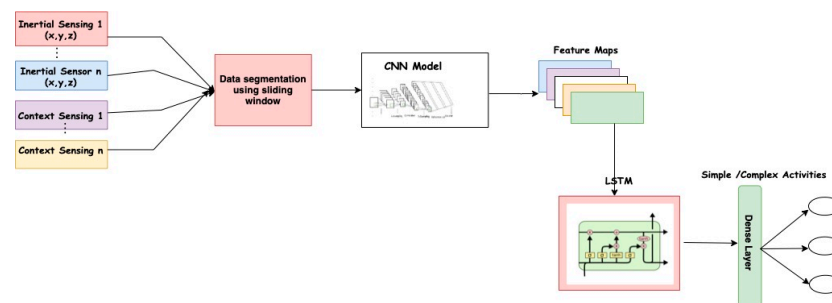 Inertial Sensing 1
(x,y,z)
Inertial Sensor n
(x,y,z)
Context Sensing 1
Context Sensing n
Data segmentation
using sliding
window
CNN Model
Feature Maps
LSTM
Simple /Complex Activities
Dense Layer